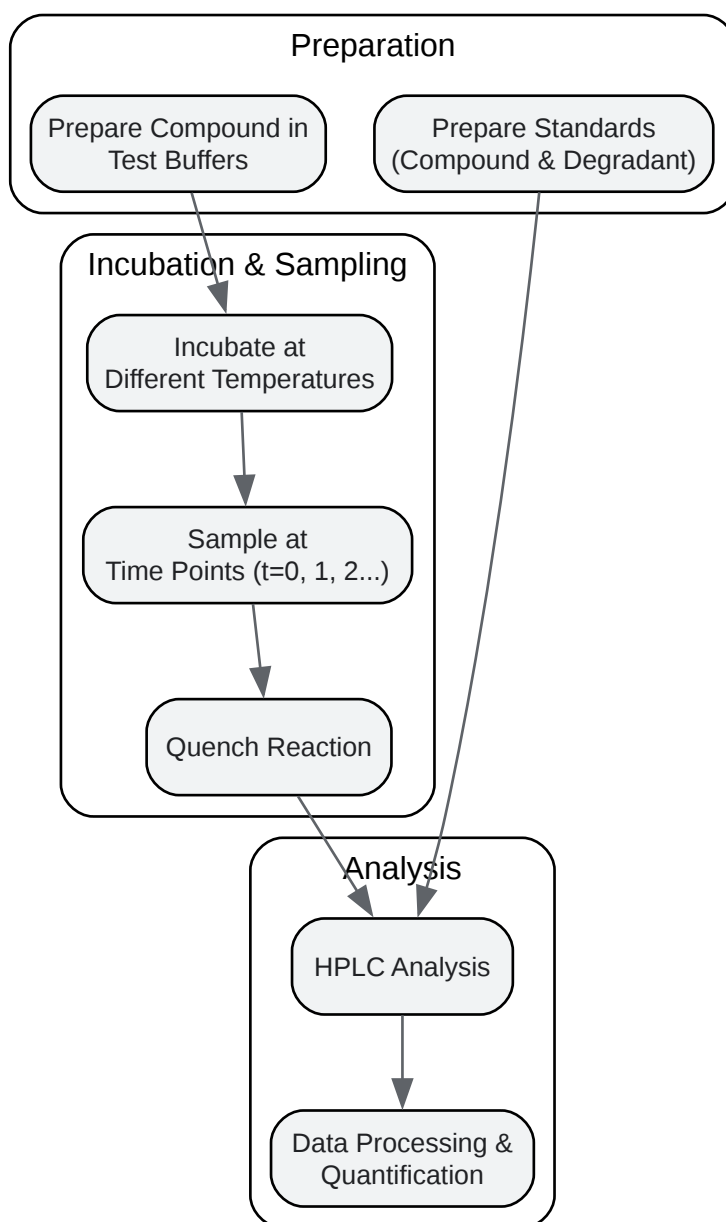 Preparation
Prepare Compound in
Test Buffers
Prepare Standards
(Compound & Degradant)
Incubation & Sampling
Incubate at
Different Temperatures
Sample at
Time Points (t=0, 1, 2...)
Quench Reaction
Analysis
HPLC Analysis
Data Processing &
Quantification